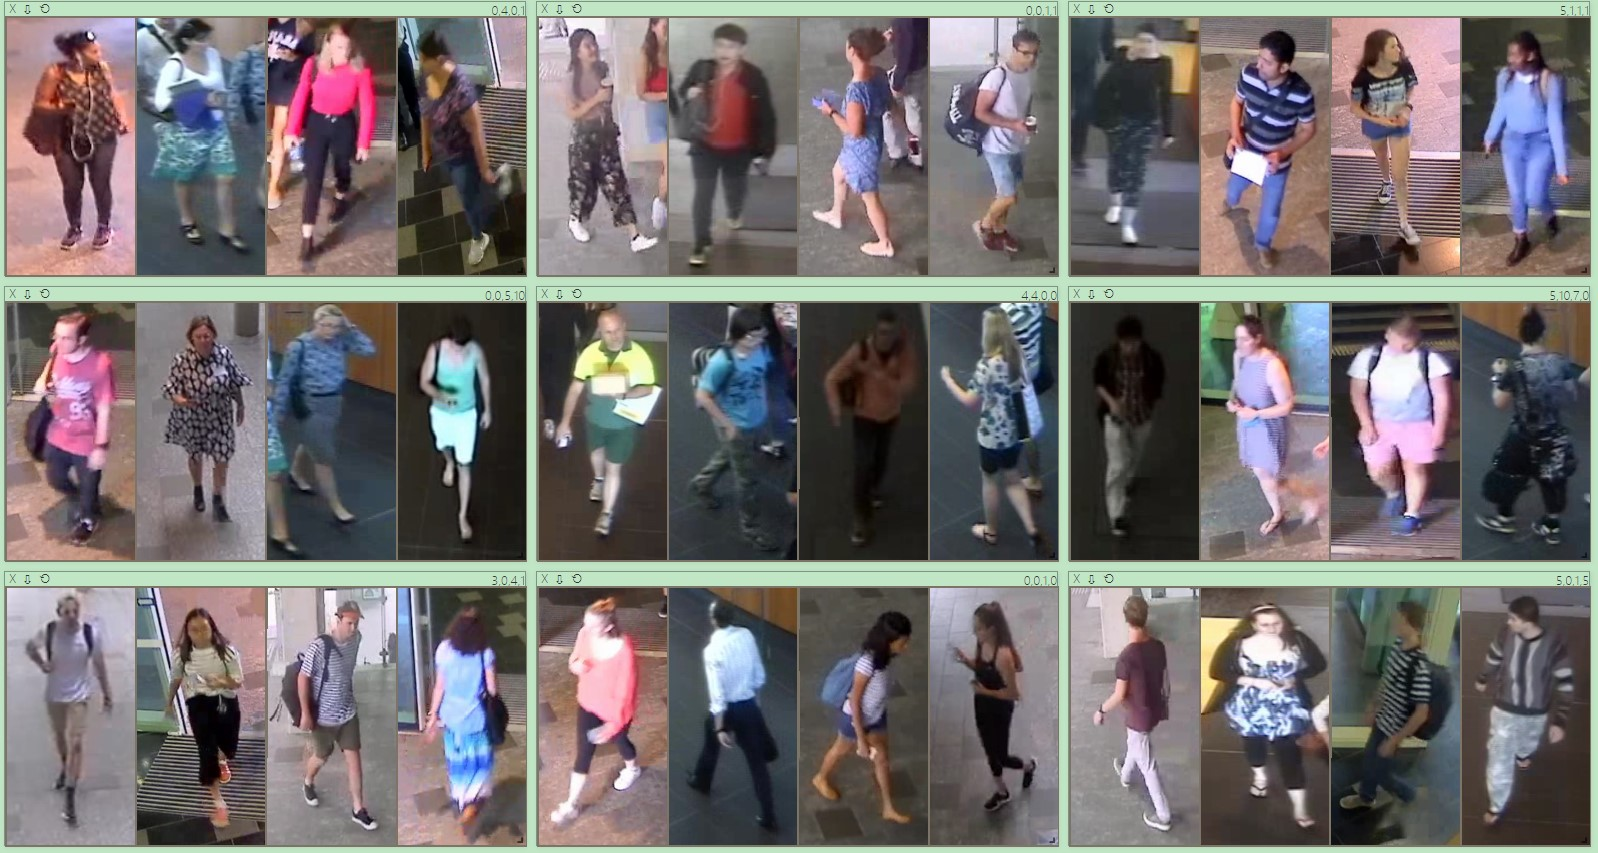 X 0,4,0,1
X 0,0,1,1
X 5,1,1,1
X 0,0,5,10
X 4,4,0,0
X 5,10,7,0
X 3,0,4,1
X 0,0,1,0
X 5,0,1,5